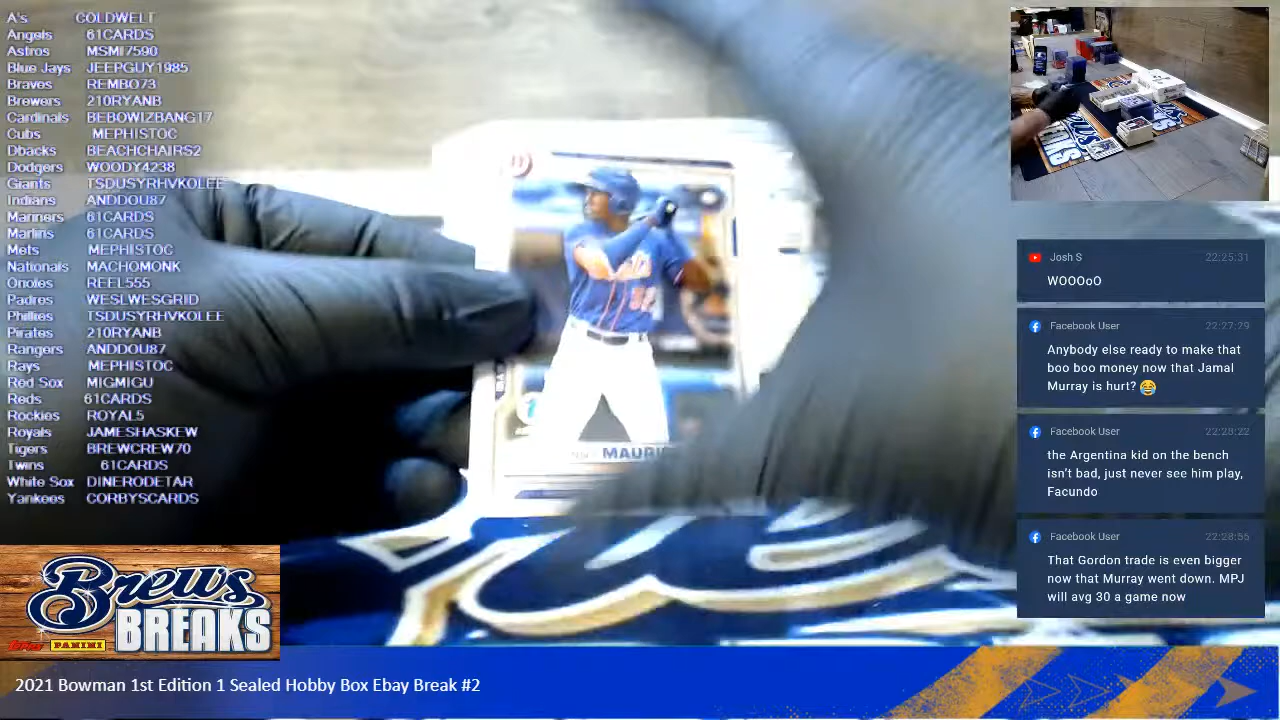 A's COLDWELT
Angels 61CARDS
Astros MSMI7590
Blue Jays JEEPGUY1985
Braves REMBO73
Brewers 210RYANB
Cardinals BEBOWIZBANG17
Cubs MEPHISTOC
Dbacks BEACHCHAIRS2
Dodgers WOODY4238
Giants TSDUSYRHVKOLEE
Indians ANDDOU87
Mariners 61CARDS
Marlins 61CARDS
Mets MEPHISTOC
Nationals MACHOMONK
Orioles REEL555
Padres WESLWESGRID
Phillies TSDUSYRHVKOLEE
Pirates 210RYANB
Rangers ANDDOU87
Rays MEPHISTOC
Red Sox MIGMIGU
Reds 61CARDS
Rockies ROYAL5
Royals JAMESHASKEW
Tigers BREWCREW70
Twins 61CARDS
White Sox DINERODETAR
Yankees CORBYSCARDS
MAURI
Brews
BREAKS
Topps PANINI
2021 Bowman 1st Edition 1 Sealed Hobby Box Ebay Break #2
Josh S 22:25:31
WOOOoO
Facebook User 22:27:29
Anybody else ready to make that
boo boo money now that Jamal
Murray is hurt? 😂
Facebook User 22:28:22
the Argentina kid on the bench
isn't bad, just never see him play,
Facundo
Facebook User 22:28:56
That Gordon trade is even bigger
now that Murray went down. MPJ
will avg 30 a game now